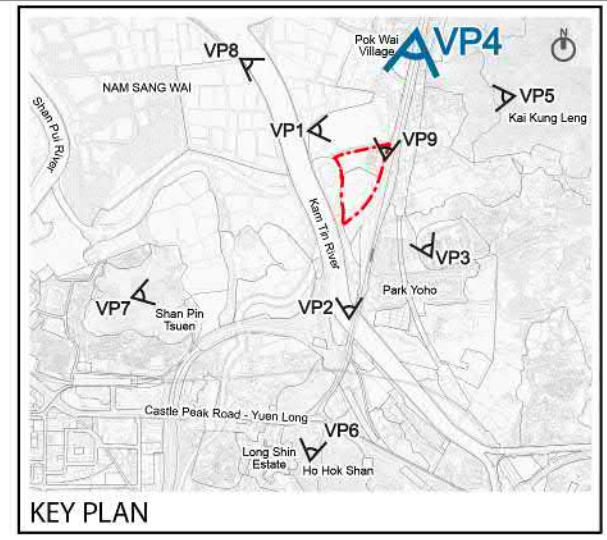 Pok Wai
Village
VP4
N
VP8
NAM SANG WAI
VP5
Kai Kung Leng
Shan Pui River
VP1
VP9
Kam Tin River
VP3
Park Yoho
VP7
Shan Pin
Tsuen
VP2
Castle Peak Road - Yuen Long
VP6
Long Shin
Estate
Ho Hok Shan
KEY PLAN